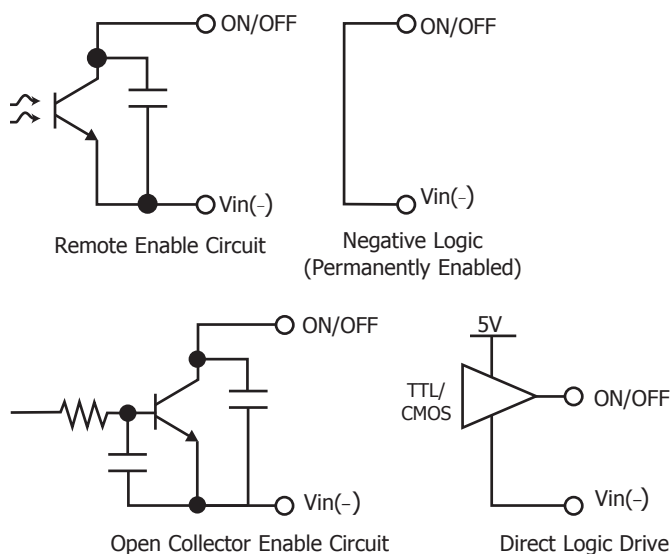 ON/OFF
Vin(–)
Remote Enable Circuit
ON/OFF
Vin(–)
Negative Logic
(Permanently Enabled)
ON/OFF
Vin(–)
Open Collector Enable Circuit
5V
TTL/
CMOS
ON/OFF
Vin(–)
Direct Logic Drive